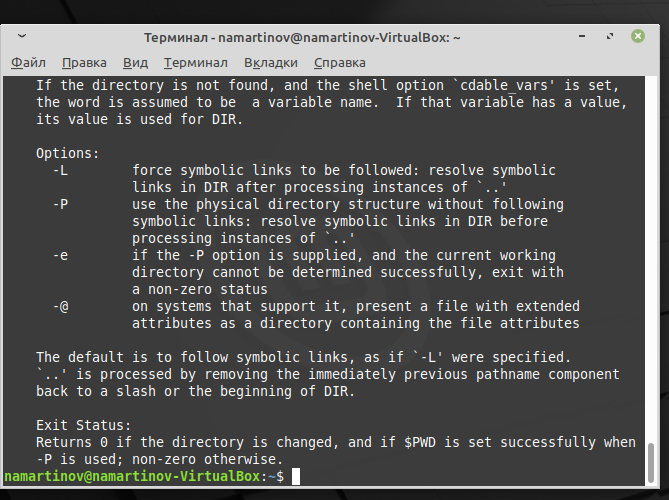 Терминал - namartinov@namartinov-VirtualBox: ~
Файл Правка Вид Терминал Вкладки Справка
If the directory is not found, and the shell option `cdable_vars' is set,
the word is assumed to be  a variable name.  If that variable has a value,
its value is used for DIR.
Options:
-L force symbolic links to be followed: resolve symbolic
links in DIR after processing instances of `..'
-P use the physical directory structure without following
symbolic links: resolve symbolic links in DIR before
processing instances of `..'
-e if the -P option is supplied, and the current working
directory cannot be determined successfully, exit with
a non-zero status
-@ on systems that support it, present a file with extended
attributes as a directory containing the file attributes
The default is to follow symbolic links, as if `-L' were specified.
`..' is processed by removing the immediately previous pathname component
back to a slash or the beginning of DIR.
Exit Status:
Returns 0 if the directory is changed, and if $PWD is set successfully when
-P is used; non-zero otherwise.
namartinov@namartinov-VirtualBox:~$